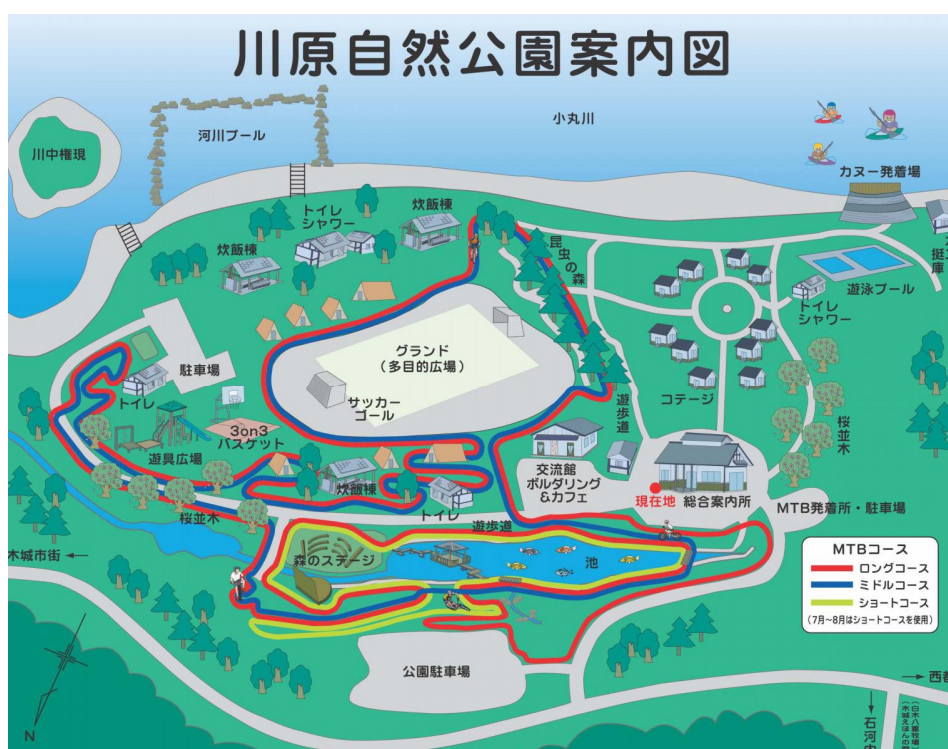 川原自然公園案内図
小丸川
河川プール
川中権現
カヌー発着場
トイレ
シャワー
炊飯棟
炊飯棟
昆虫の森
遊泳プール
トイレ
シャワー
グランド
(多目的広場)
サッカー
ゴール
駐車場
トイレ
3on3
バスケット
遊具広場
コテージ
遊歩道
桜並木
交流館
ボルダリング
&カフェ
現在地
総合案内所
MTB発着所・駐車場
炊飯棟
トイレ
桜並木
遊歩道
森のステージ
池
木城市街 ←
MTBコース
ロングコース
ミドルコース
ショートコース
(7月~8月はショートコースを使用)
公園駐車場
N
→ 西都
石河内